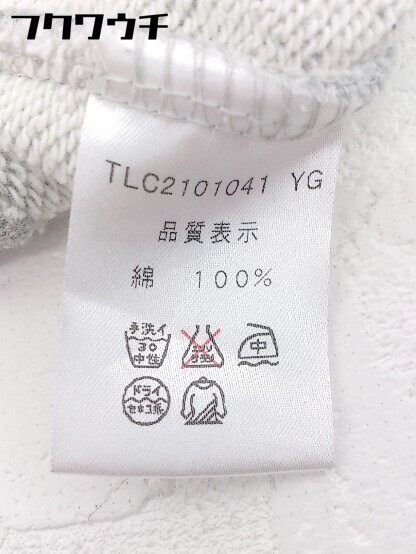 フクワウチ
TLC2101041 YG
品質表示
綿 100%
手洗イ
30
中性
エンソ
サラシ
中
ドライ
セキユ系